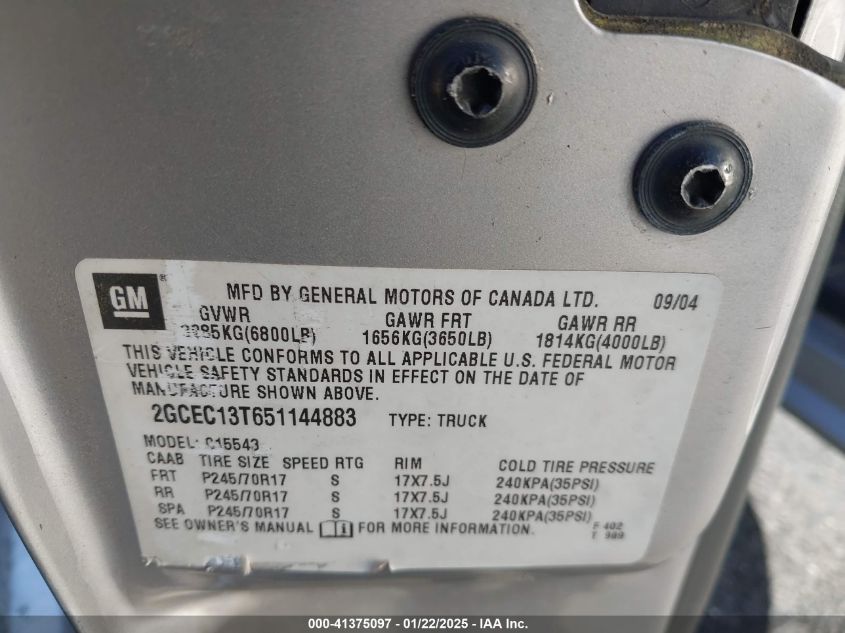 GM
MFD BY GENERAL MOTORS OF CANADA LTD. 09/04
GVWR GAWR FRT GAWR RR
3085KG(6800LB) 1656KG(3650LB) 1814KG(4000LB)
THIS VEHICLE CONFORMS TO ALL APPLICABLE U.S. FEDERAL MOTOR
VEHICLE SAFETY STANDARDS IN EFFECT ON THE DATE OF
MANUFACTURE SHOWN ABOVE.
2GCEC13T651144883 TYPE: TRUCK
MODEL: C15543
CAAB TIRE SIZE SPEED RTG RIM COLD TIRE PRESSURE
FRT P245/70R17 S 17X7.5J 240KPA(35PSI)
RR P245/70R17 S 17X7.5J 240KPA(35PSI)
SPA P245/70R17 S 17X7.5J 240KPA(35PSI)
SEE OWNER'S MANUAL FOR MORE INFORMATION.
F 402
T 909
000-41375097 - 01/22/2025 - IAA Inc.